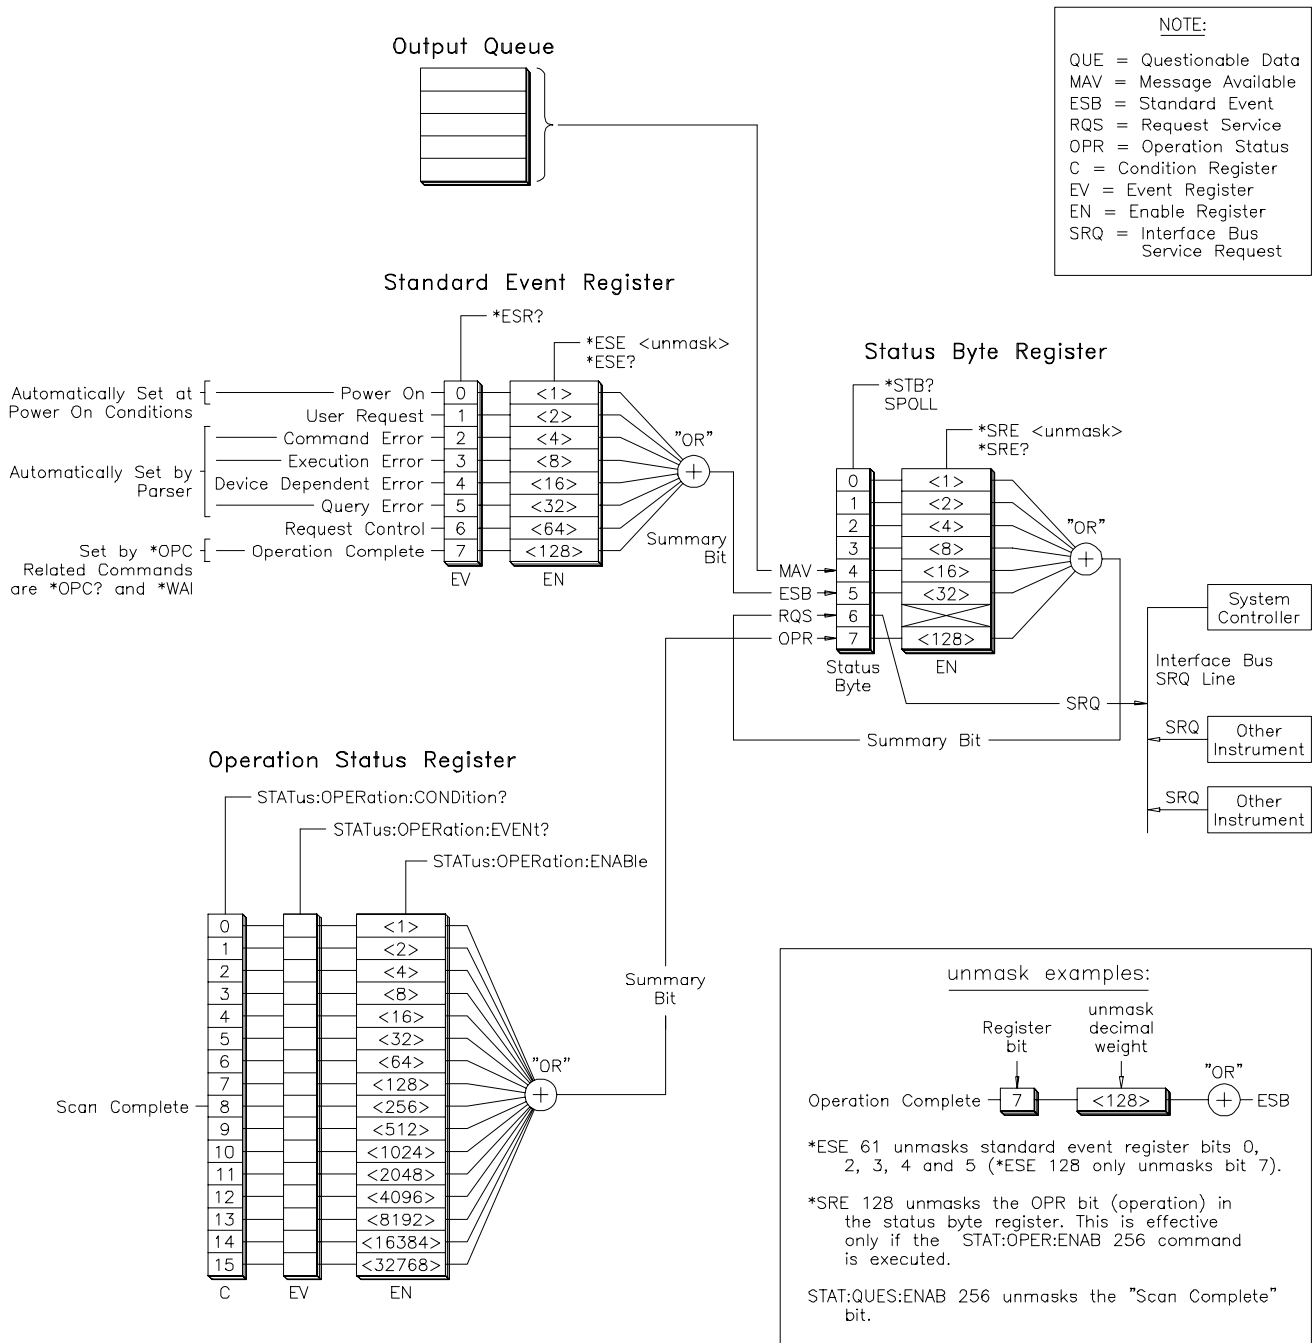 Output Queue
NOTE:
QUE = Questionable Data
MAV = Message Available
ESB = Standard Event
RQS = Request Service
OPR = Operation Status
C = Condition Register
EV = Event Register
EN = Enable Register
SRQ = Interface Bus
Service Request
Standard Event Register
*ESR?
*ESE <unmask>
*ESE?
Automatically Set at
Power On Conditions
Automatically Set by
Parser
Set by *OPC
Related Commands
are *OPC? and *WAI
Power On 0 <1>
User Request 1 <2>
Command Error 2 <4>
Execution Error 3 <8>
Device Dependent Error 4 <16>
Query Error 5 <32>
Request Control 6 <64>
Operation Complete 7 <128>
EV EN
"OR"
Summary
Bit
Status Byte Register
*STB?
SPOLL
*SRE <unmask>
*SRE?
0 <1>
1 <2>
2 <4>
3 <8>
MAV 4 <16>
ESB 5 <32>
RQS 6
OPR 7 <128>
Status
Byte
EN
"OR"
SRQ
Summary Bit
System
Controller
Interface Bus
SRQ Line
SRQ
Other
Instrument
SRQ
Other
Instrument
Operation Status Register
STATus:OPERation:CONDition?
STATus:OPERation:EVENt?
STATus:OPERation:ENABle
0 <1>
1 <2>
2 <4>
3 <8>
4 <16>
5 <32>
6 <64>
7 <128>
Scan Complete 8 <256>
9 <512>
10 <1024>
11 <2048>
12 <4096>
13 <8192>
14 <16384>
15 <32768>
C EV EN
"OR"
Summary
Bit
unmask examples:
Register
bit
unmask
decimal
weight
"OR"
Operation Complete 7 <128> ESB
*ESE 61 unmasks standard event register bits 0,
2, 3, 4 and 5 (*ESE 128 only unmasks bit 7).
*SRE 128 unmasks the OPR bit (operation) in
the status byte register. This is effective
only if the STAT:OPER:ENAB 256 command
is executed.
STAT:QUES:ENAB 256 unmasks the "Scan Complete"
bit.